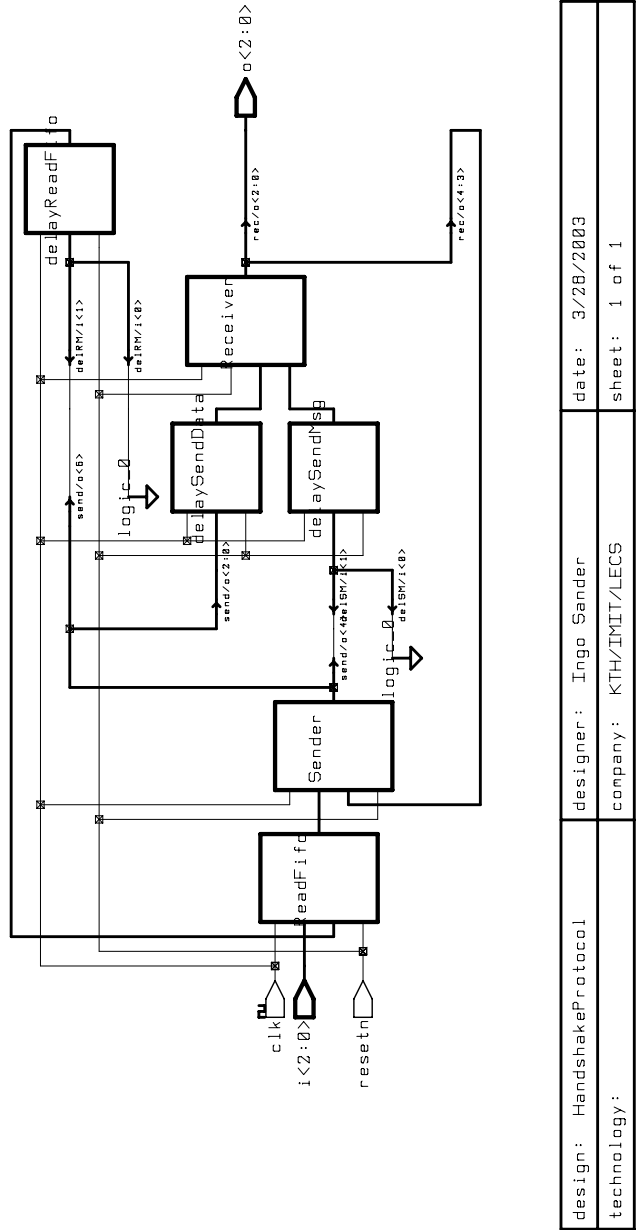 o<2:0>
delayReadFifo
rec/o<2:0>
rec/o<4:3>
delRM/i<1>
delRM/i<0>
Receiver
send/o<6>
logic_0
delaySendData
delaySendMsg
send/o<2:0>
delSM/i<1>
delSM/i<0>
logic_0
Sender
ReadFifo
clk
i<2:0>
resetn
design: HandshakeProtocol
designer: Ingo Sander
date: 3/28/2003
technology:
company: KTH/IMIT/LECS
sheet: 1 of 1